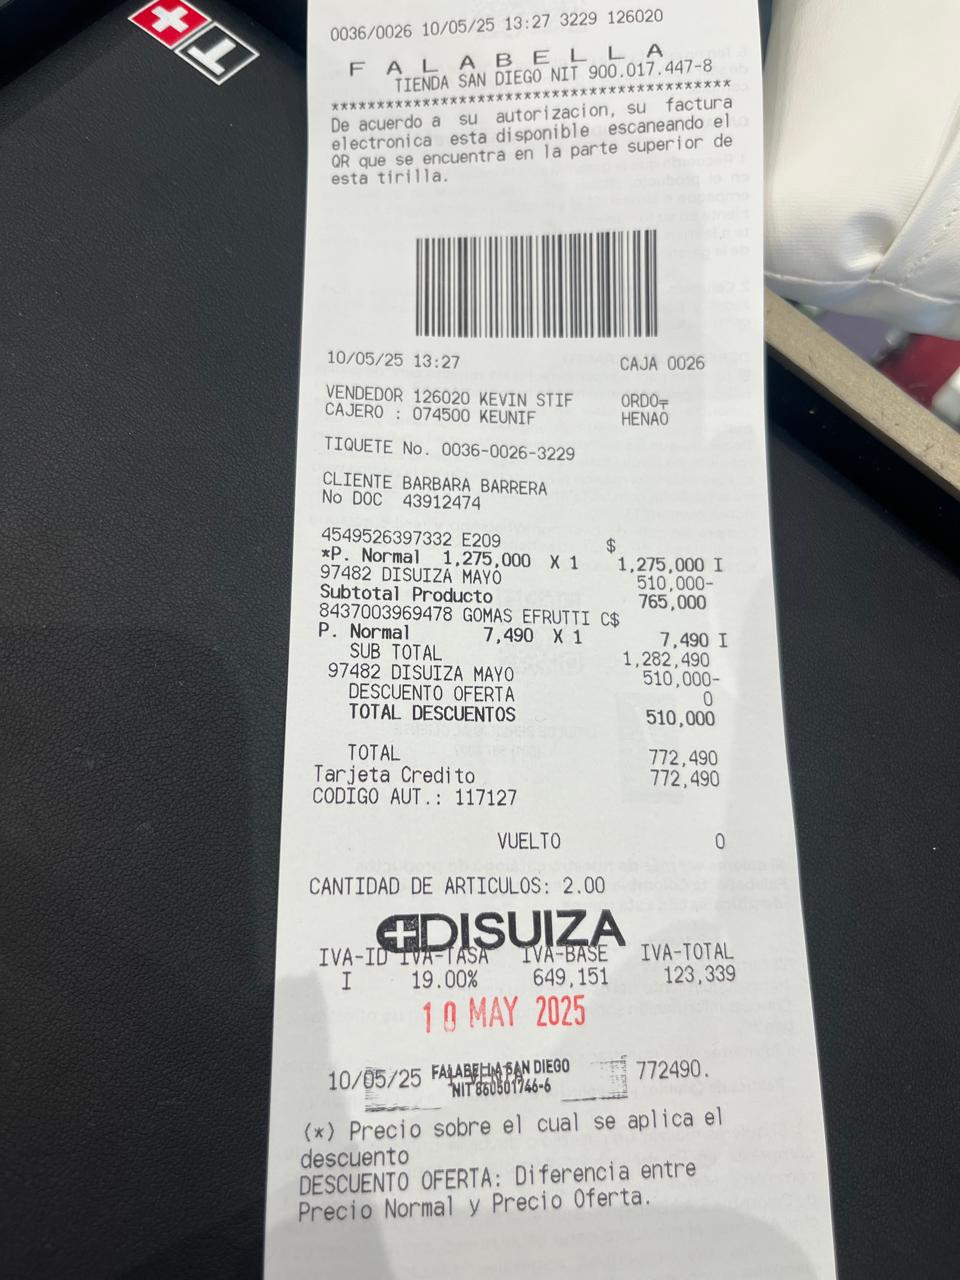 0036/0026 10/05/25 13:27 3229 126020
F A L A B E L L A
TIENDA SAN DIEGO NIT 900.017.447-8
******************************************
De acuerdo a su autorizacion, su factura
electronica esta disponible escaneando el
QR que se encuentra en la parte superior de
esta tirilla.
10/05/25 13:27 CAJA 0026
VENDEDOR 126020 KEVIN STIF ORDO
CAJERO : 074500 KEUNIF HENAO
TIQUETE No. 0036-0026-3229
CLIENTE BARBARA BARRERA
No DOC 43912474
4549526397332 E209 $
*P. Normal 1,275,000 X 1 1,275,000 I
97482 DISUIZA MAYO 510,000-
Subtotal Producto 765,000
8437003969478 GOMAS EFRUTTI C$
P. Normal 7,490 X 1 7,490 I
SUB TOTAL 1,282,490
97482 DISUIZA MAYO 510,000-
DESCUENTO OFERTA 0
TOTAL DESCUENTOS 510,000
TOTAL 772,490
Tarjeta Credito 772,490
CODIGO AUT.: 117127
VUELTO 0
CANTIDAD DE ARTICULOS: 2.00
DISUIZA
IVA-ID IVA-TASA IVA-BASE IVA-TOTAL
I 19.00% 649,151 123,339
10 MAY 2025
10/05/25 FALABELLA SAN DIEGO 772490.
NIT 860501746-6
(*) Precio sobre el cual se aplica el
descuento
DESCUENTO OFERTA: Diferencia entre
Precio Normal y Precio Oferta.